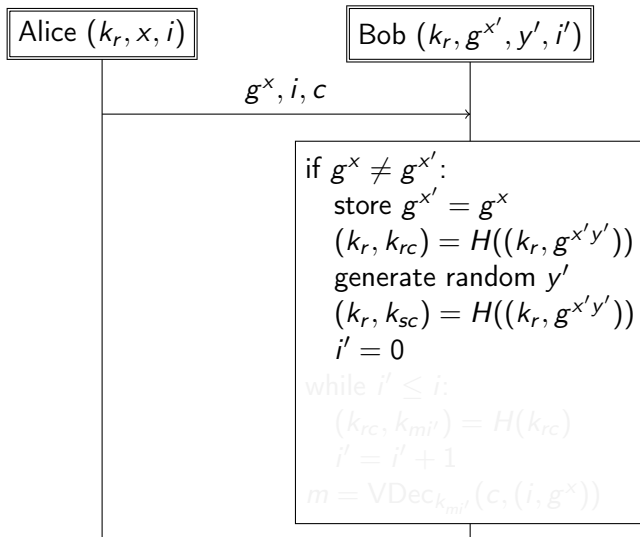 Alice (k_r, x, i)
Bob (k_r, g^{x'}, y', i')
g^x, i, c
if g^x ≠ g^{x'}:
store g^{x'} = g^x
(k_r, k_{rc}) = H((k_r, g^{x'y'}))
generate random y'
(k_r, k_{sc}) = H((k_r, g^{x'y'}))
i' = 0
while i' ≤ i:
(k_{rc}, k_{mi'}) = H(k_{rc})
i' = i' + 1
m = VDec_{k_{mi'}}(c, (i, g^x))